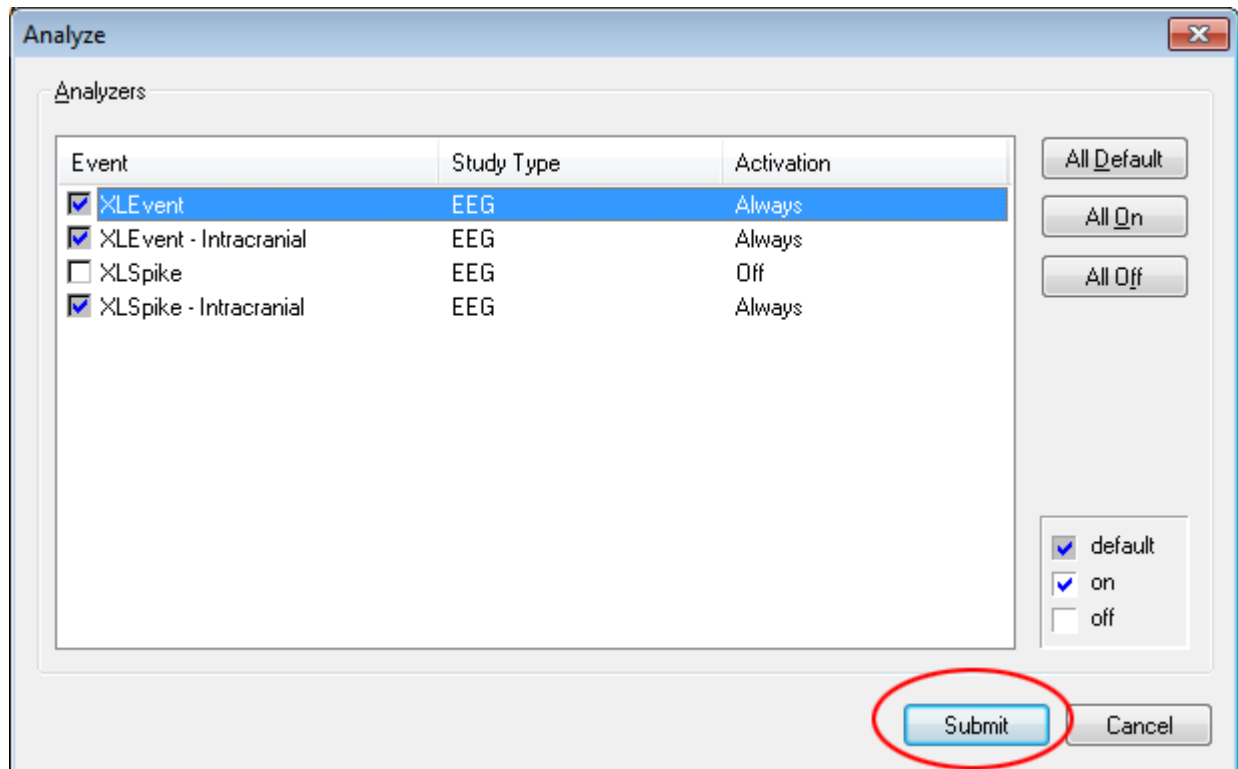 Analyze
Analyzers
Event Study Type Activation
XLEvent EEG Always
XLEvent - Intracranial EEG Always
XLSpike EEG Off
XLSpike - Intracranial EEG Always
All Default
All On
All Off
default
on
off
Submit Cancel